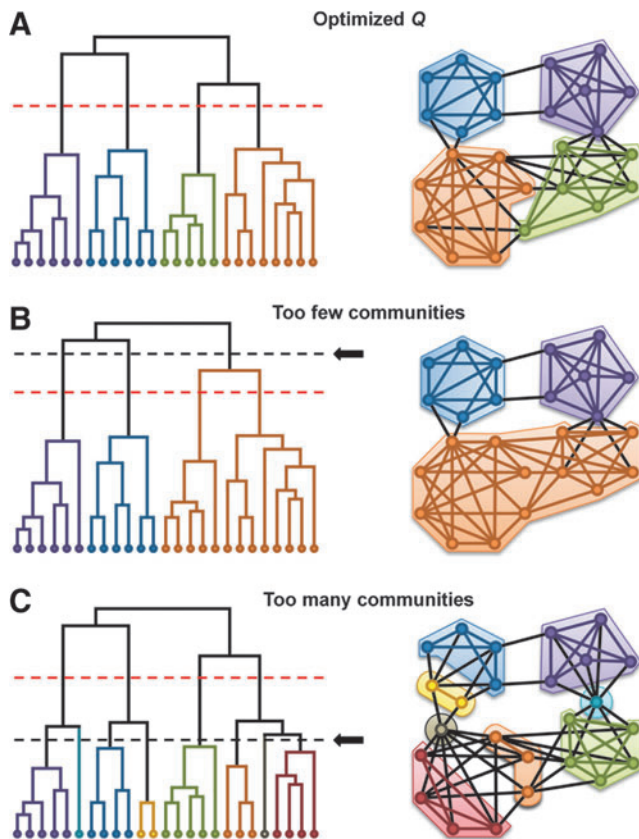 A
Optimized Q
B
Too few communities
C
Too many communities